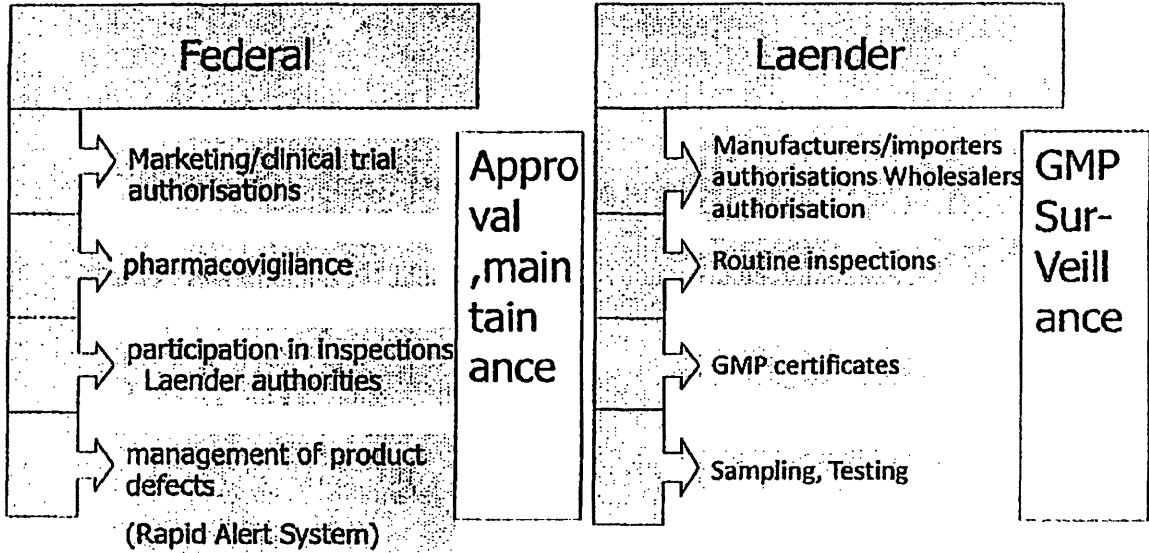 Federal
Marketing/clinical trial
authorisations
pharmacovigilance
participation in Inspections
Laender authorities
management of product
defects
(Rapid Alert System)
Appro
val
,main
tain
ance
Laender
Manufacturers/importers
authorisations Wholesalers
authorisation
Routine inspections
GMP certificates
Sampling, Testing
GMP
Sur-
Veill
ance